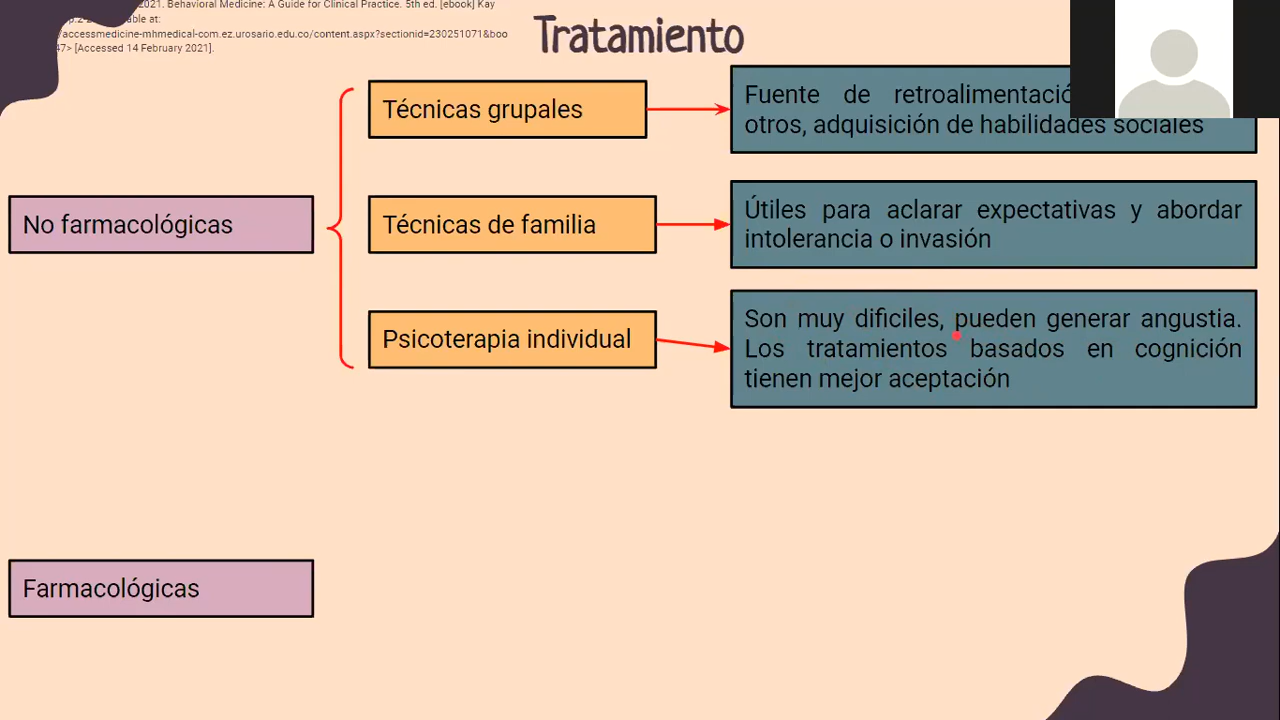 2021. Behavioral Medicine: A Guide for Clinical Practice. 5th ed. [ebook] Kay
at:
/accessmedicine-mhmedical-com.ez.urosario.edu.co/content.aspx?sectionid=230251071&boo
47> [Accessed 14 February 2021].
Tratamiento
Técnicas grupales
Fuente de
otros, adquisición de habilidades sociales
No farmacológicas
Técnicas de familia
Útiles para aclarar expectativas y abordar
intolerancia o invasión
Psicoterapia individual
Son muy dificiles, pueden generar angustia.
Los tratamientos basados en cognición
tienen mejor aceptación
Farmacológicas